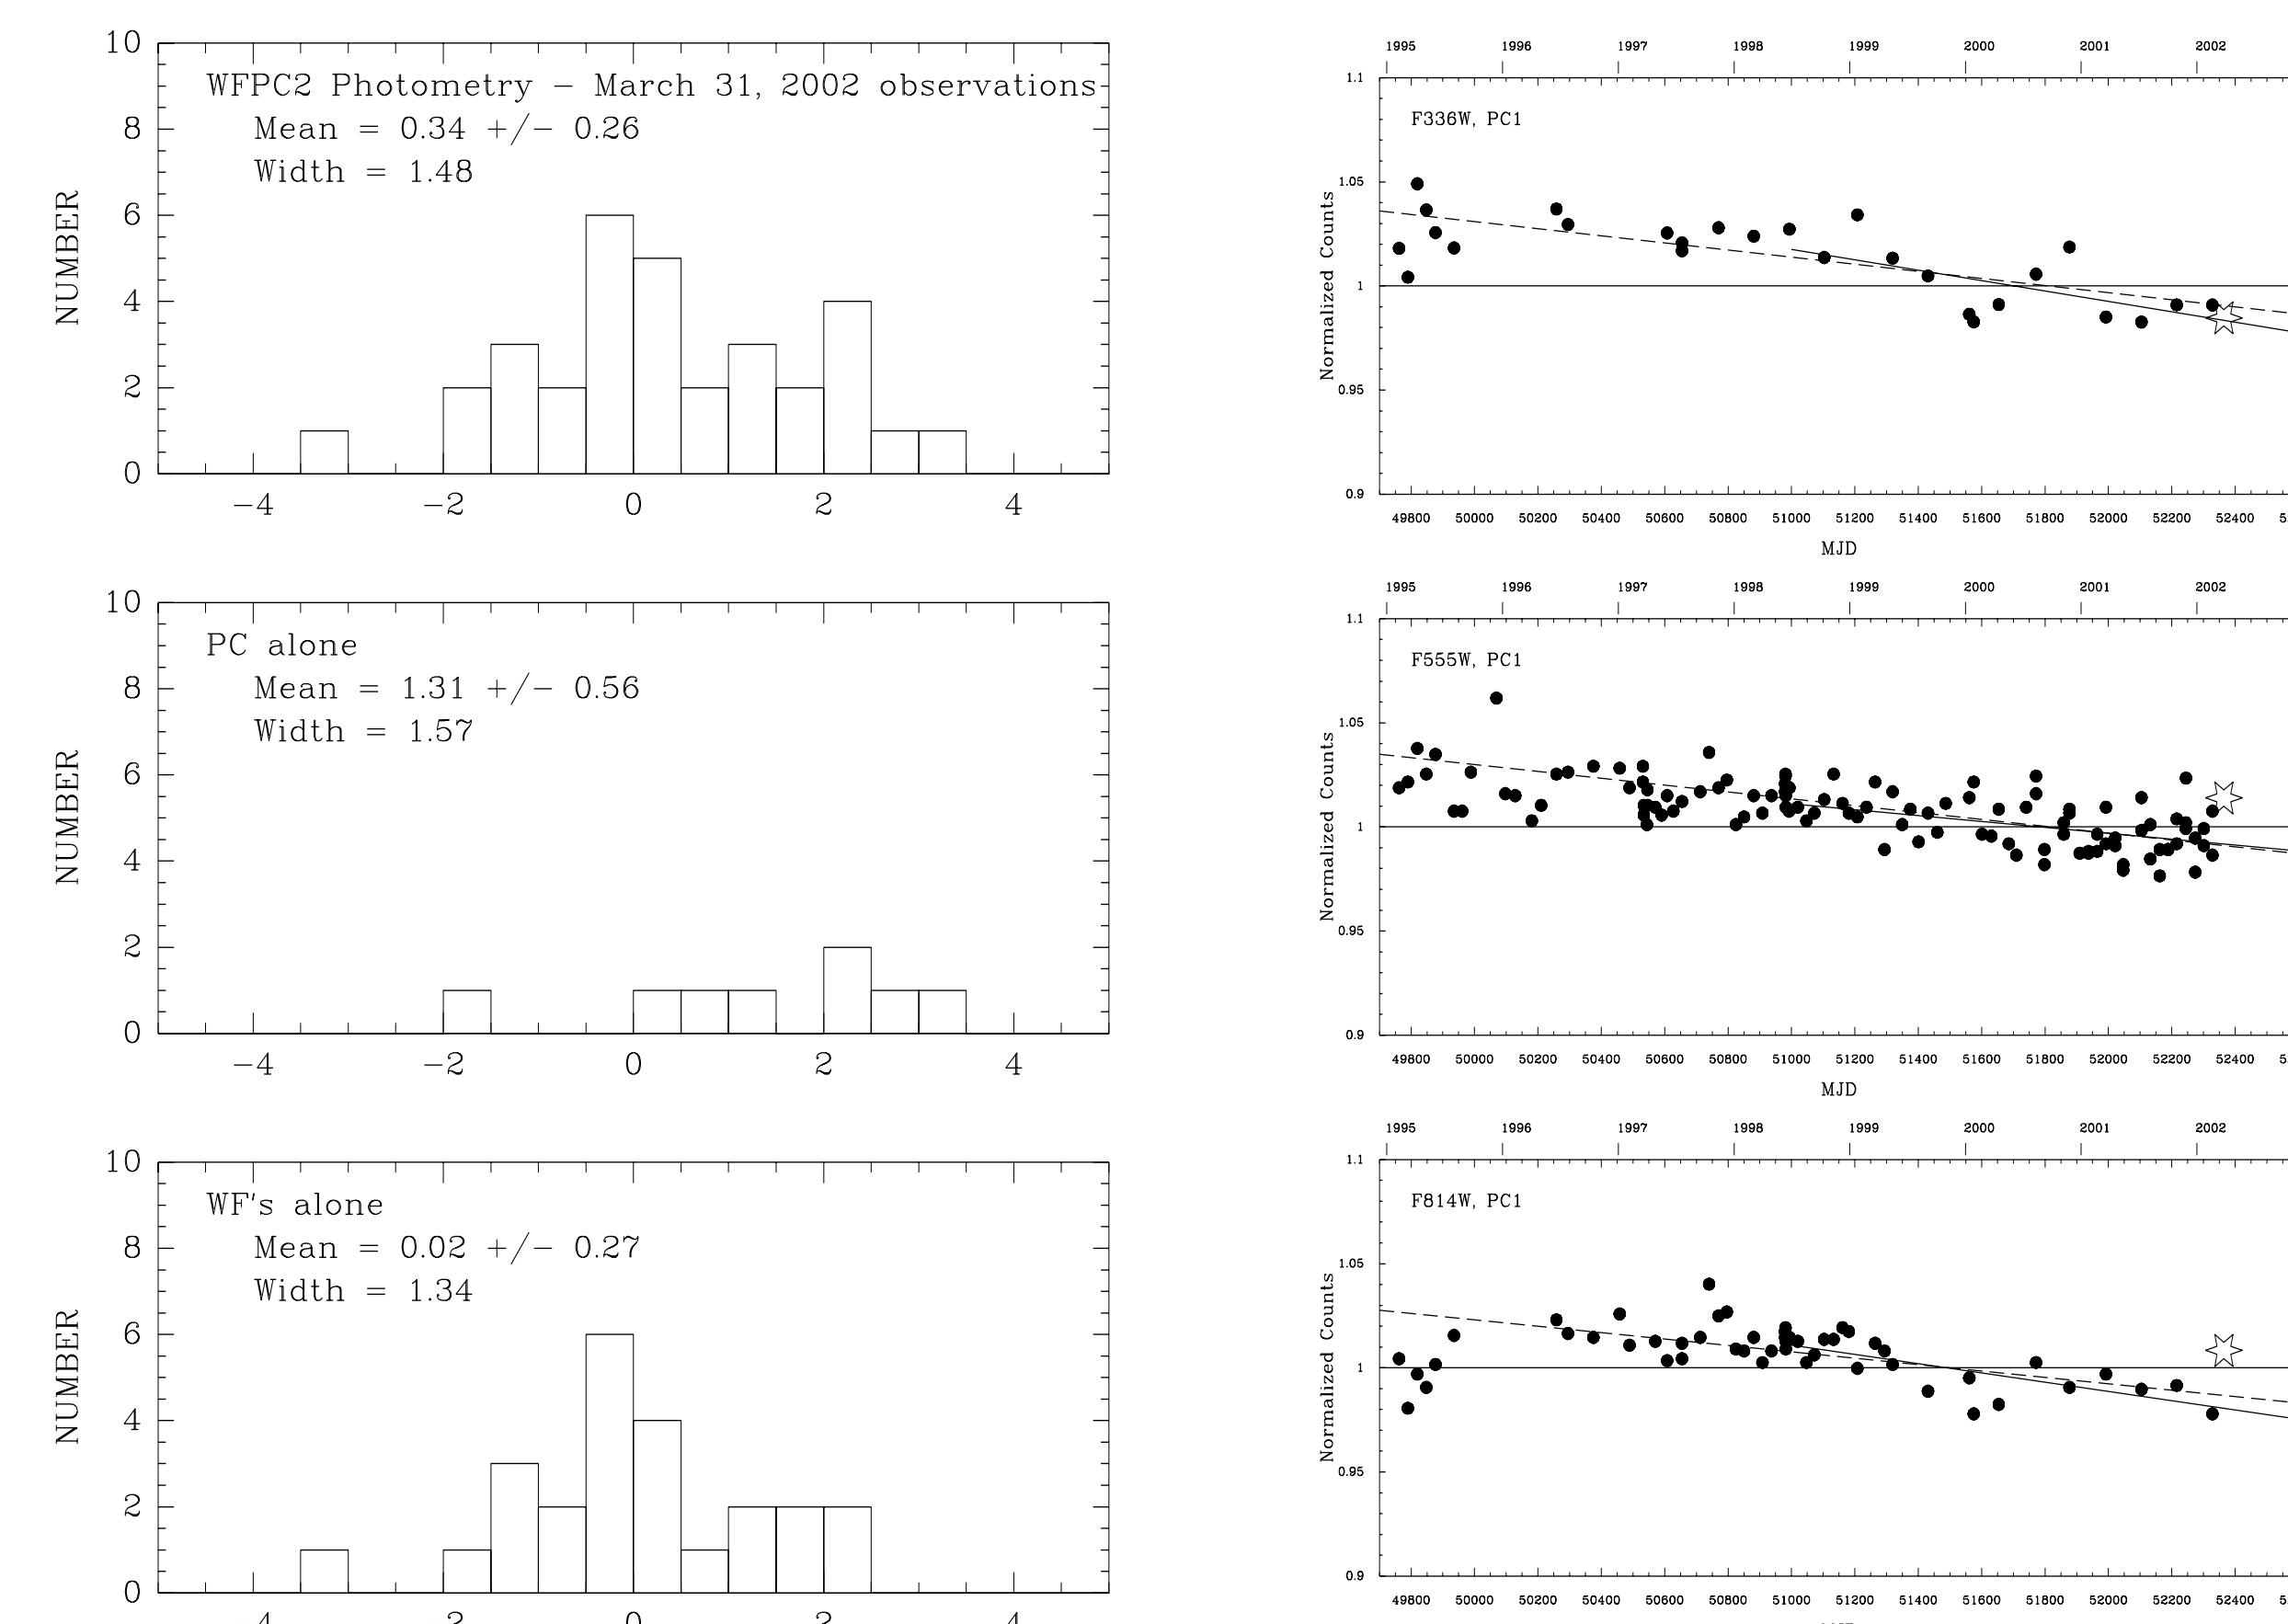 10
WFPC2 Photometry – March 31, 2002 observations
8
Mean = 0.34 +/– 0.26
Width = 1.48
NUMBER
6
4
2
0
–4 –2 0 2 4
10
PC alone
8
Mean = 1.31 +/– 0.56
Width = 1.57
NUMBER
6
4
2
0
–4 –2 0 2 4
10
WF's alone
8
Mean = 0.02 +/– 0.27
Width = 1.34
NUMBER
6
4
2
0
1995 1996 1997 1998 1999 2000 2001 2002
1.1
F336W, PC1
1.05
Normalized Counts
1
0.95
0.9
49800 50000 50200 50400 50600 50800 51000 51200 51400 51600 51800 52000 52200 52400
MJD
1995 1996 1997 1998 1999 2000 2001 2002
1.1
F555W, PC1
1.05
Normalized Counts
1
0.95
0.9
49800 50000 50200 50400 50600 50800 51000 51200 51400 51600 51800 52000 52200 52400
MJD
1995 1996 1997 1998 1999 2000 2001 2002
1.1
F814W, PC1
1.05
Normalized Counts
1
0.95
0.9
49800 50000 50200 50400 50600 50800 51000 51200 51400 51600 51800 52000 52200 52400